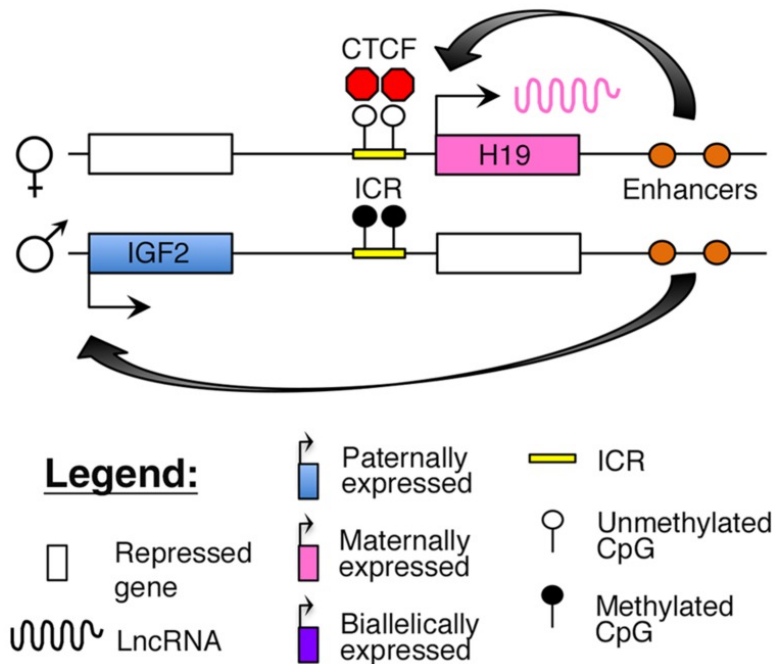 CTCF
H19
ICR
Enhancers
IGF2
Legend:
Repressed
gene
LncRNA
Paternally
expressed
Maternally
expressed
Biallelically
expressed
ICR
Unmethylated
CpG
Methylated
CpG